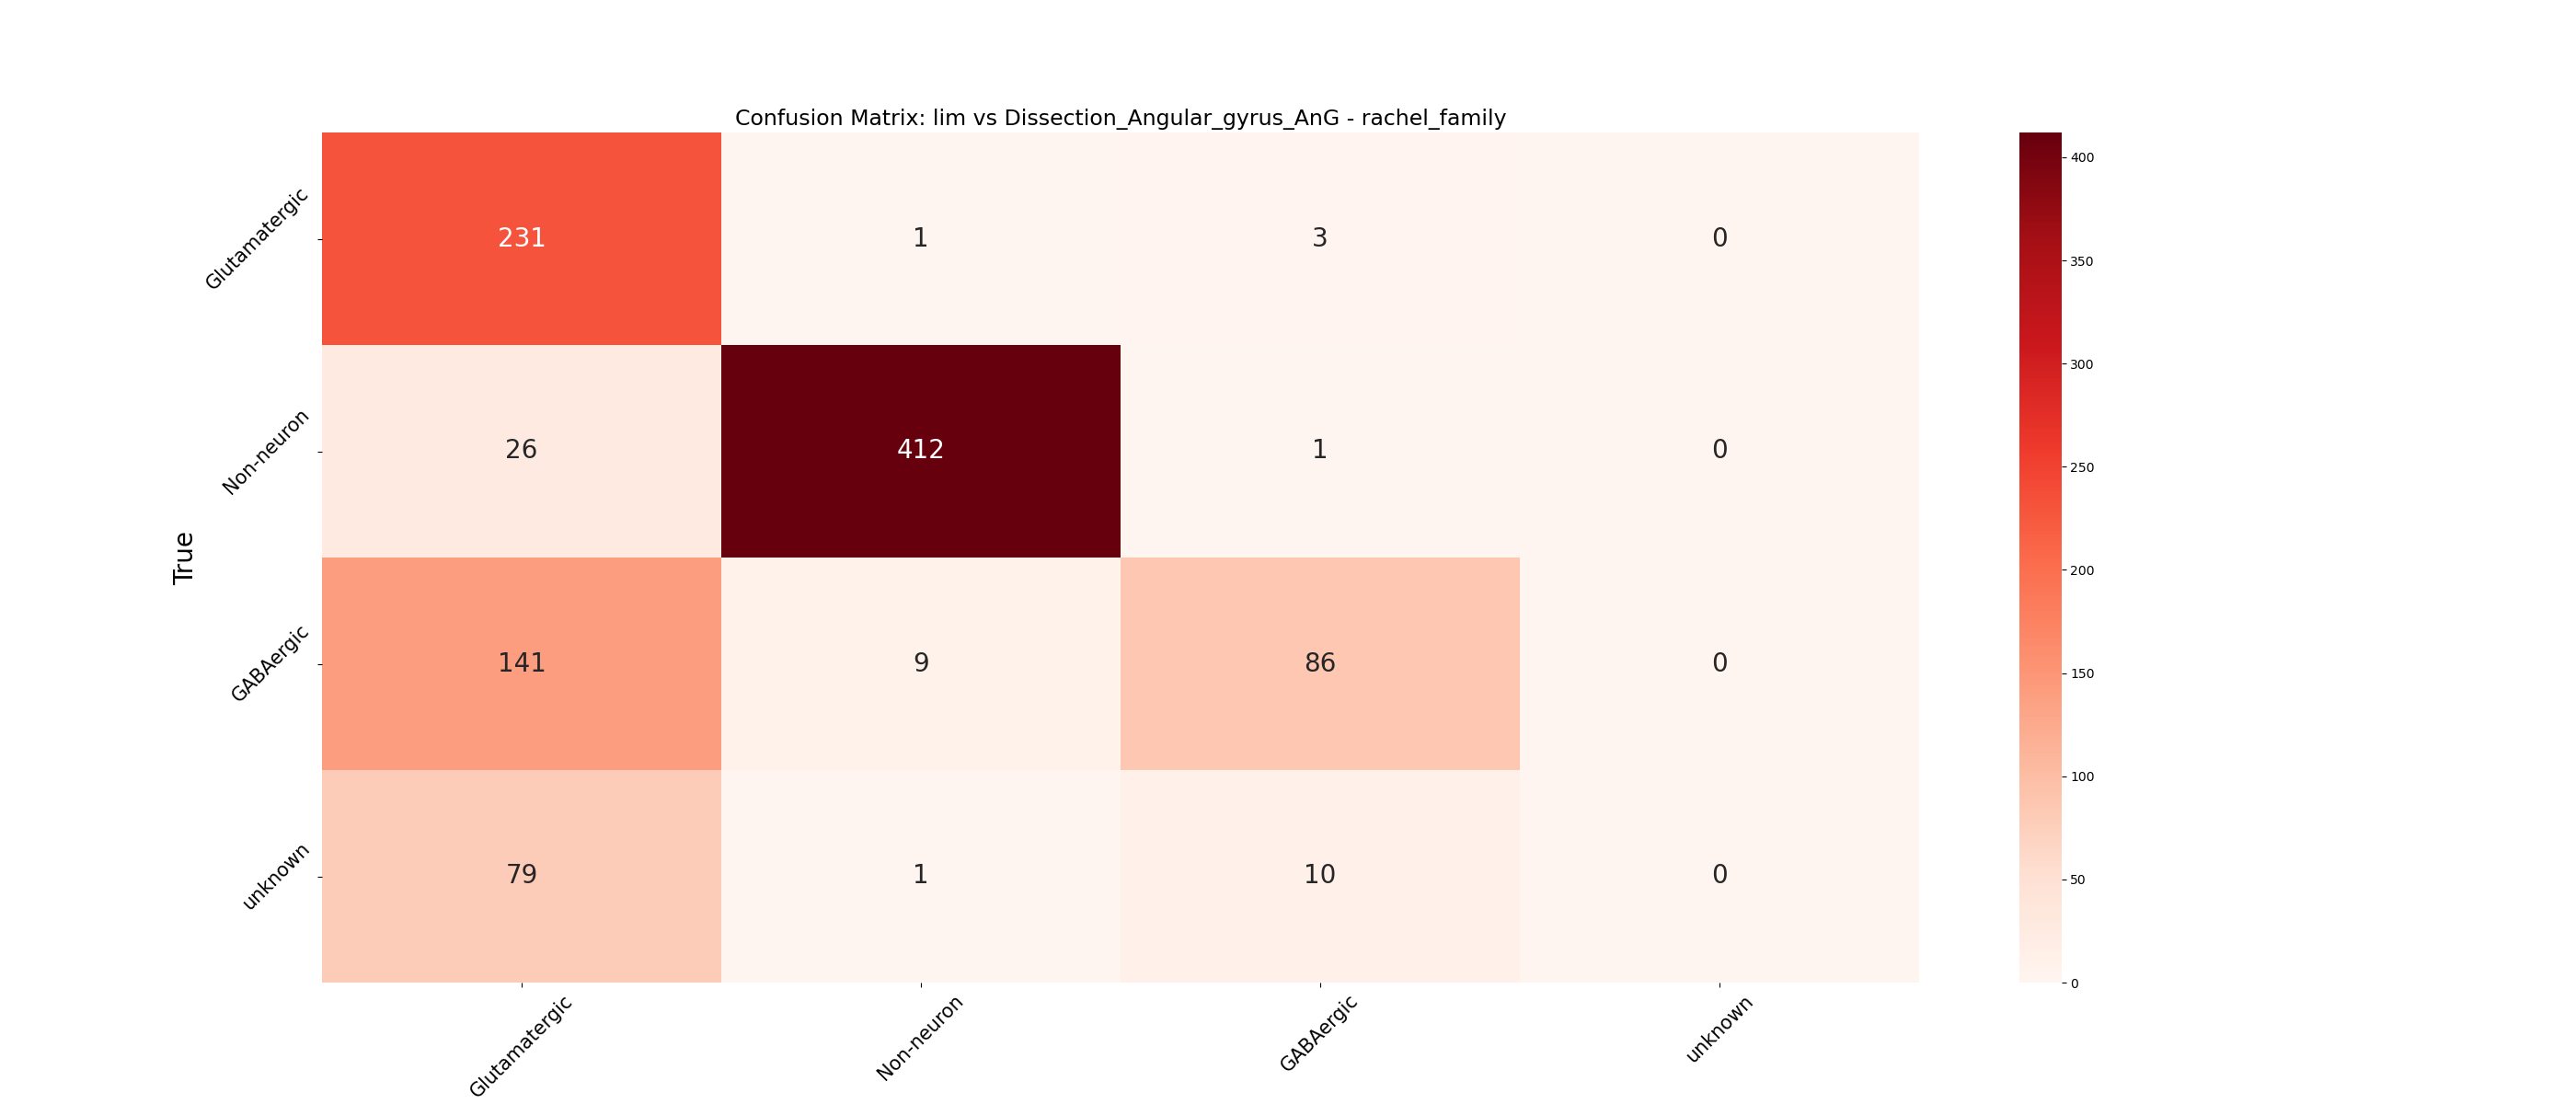 Confusion Matrix: lim vs Dissection_Angular_gyrus_AnG - rachel_family
True
Glutamatergic 231 1 3 0
Non-neuron 26 412 1 0
GABAergic 141 9 86 0
unknown 79 1 10 0
Glutamatergic Non-neuron GABAergic unknown
400
350
300
250
200
150
100
50
0